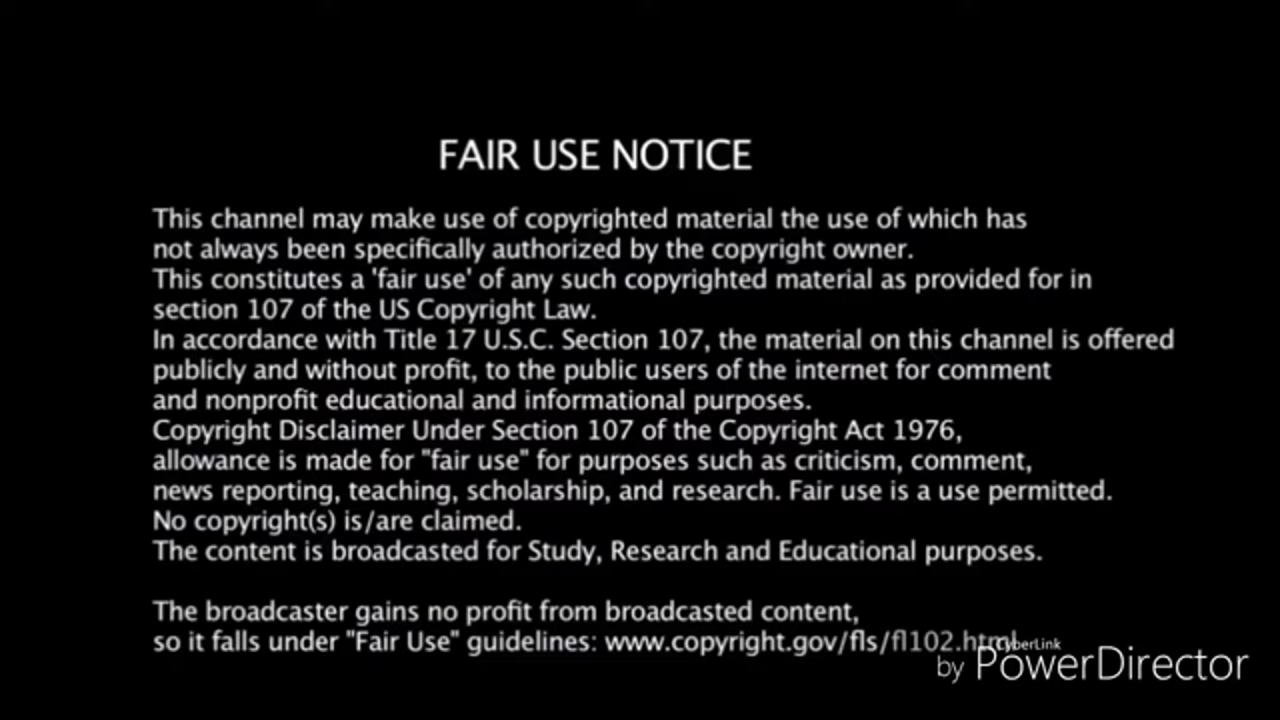 FAIR USE NOTICE
This channel may make use of copyrighted material the use of which has
not always been specifically authorized by the copyright owner.
This constitutes a 'fair use' of any such copyrighted material as provided for in
section 107 of the US Copyright Law.
In accordance with Title 17 U.S.C. Section 107, the material on this channel is offered
publicly and without profit, to the public users of the internet for comment
and nonprofit educational and informational purposes.
Copyright Disclaimer Under Section 107 of the Copyright Act 1976,
allowance is made for "fair use" for purposes such as criticism, comment,
news reporting, teaching, scholarship, and research. Fair use is a use permitted.
No copyright(s) is/are claimed.
The content is broadcasted for Study, Research and Educational purposes.
The broadcaster gains no profit from broadcasted content,
so it falls under "Fair Use" guidelines: www.copyright.gov/fls/fl102.html
CyberLink
by PowerDirector